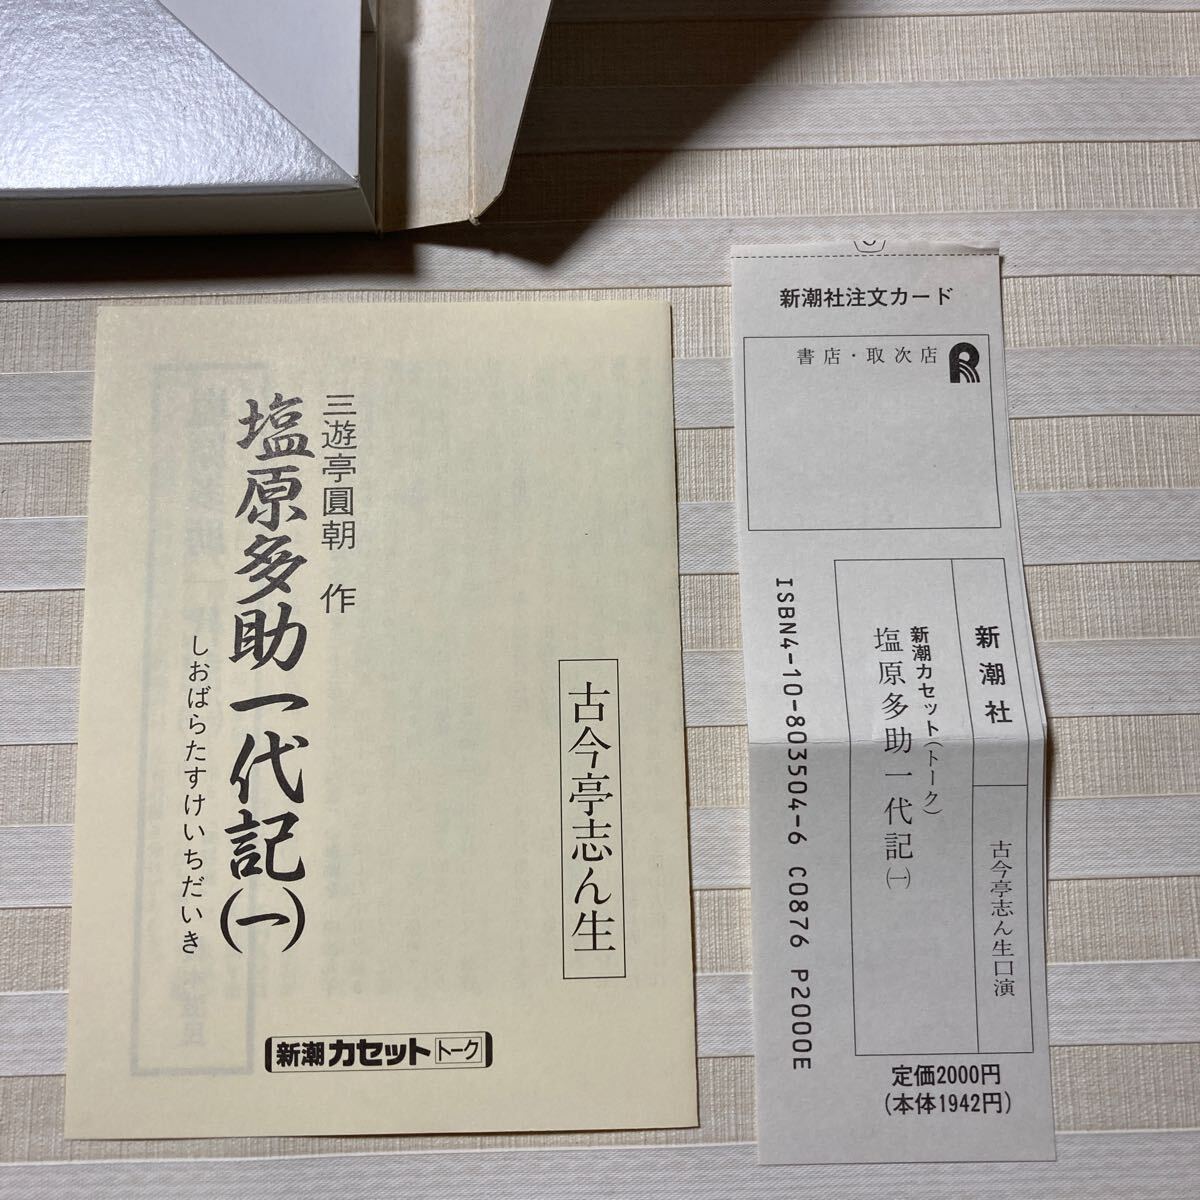 三遊亭圓朝 作
塩原多助一代記(一)
しおばらたすけいちだいき
古今亭志ん生
新潮カセット トーク
新潮社注文カード
書店・取次店
新潮社
古今亭志ん生口演
新潮カセット(トーク)
塩原多助一代記㈠
ISBN4-10-803504-6 C0876 P2000E
定価2000円
(本体1942円)